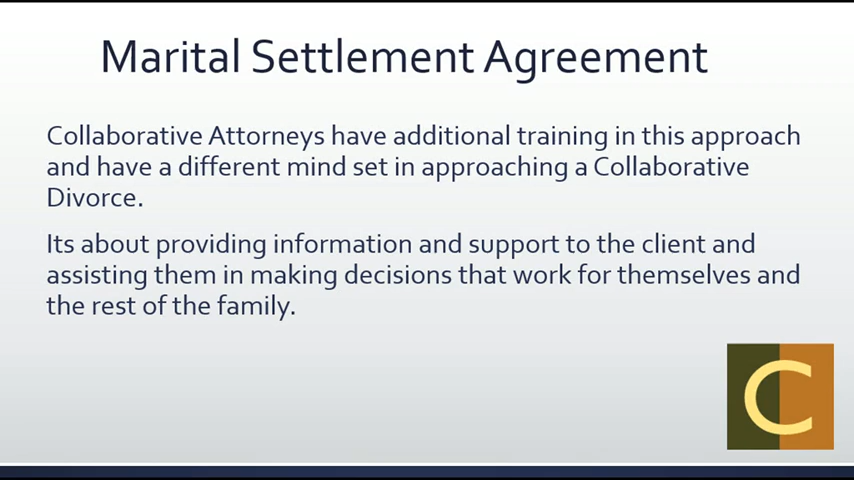 Marital Settlement Agreement
Collaborative Attorneys have additional training in this approach
and have a different mind set in approaching a Collaborative
Divorce.
Its about providing information and support to the client and
assisting them in making decisions that work for themselves and
the rest of the family.
C